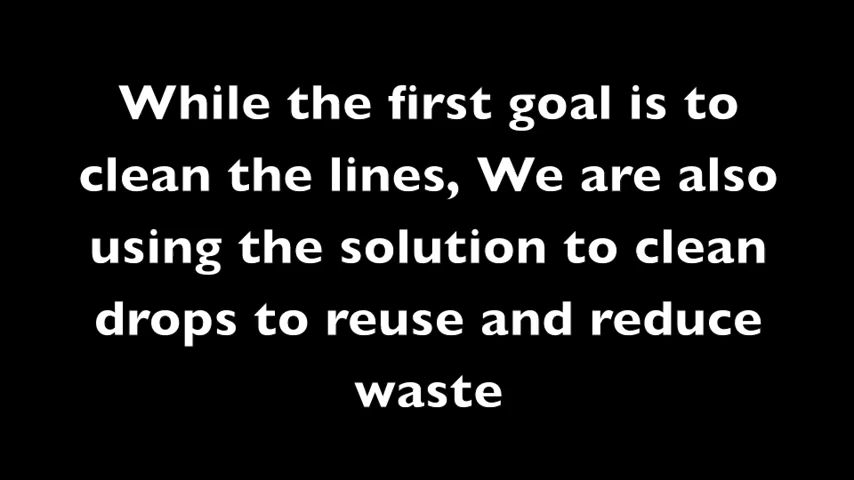 While the first goal is to
clean the lines, We are also
using the solution to clean
drops to reuse and reduce
waste